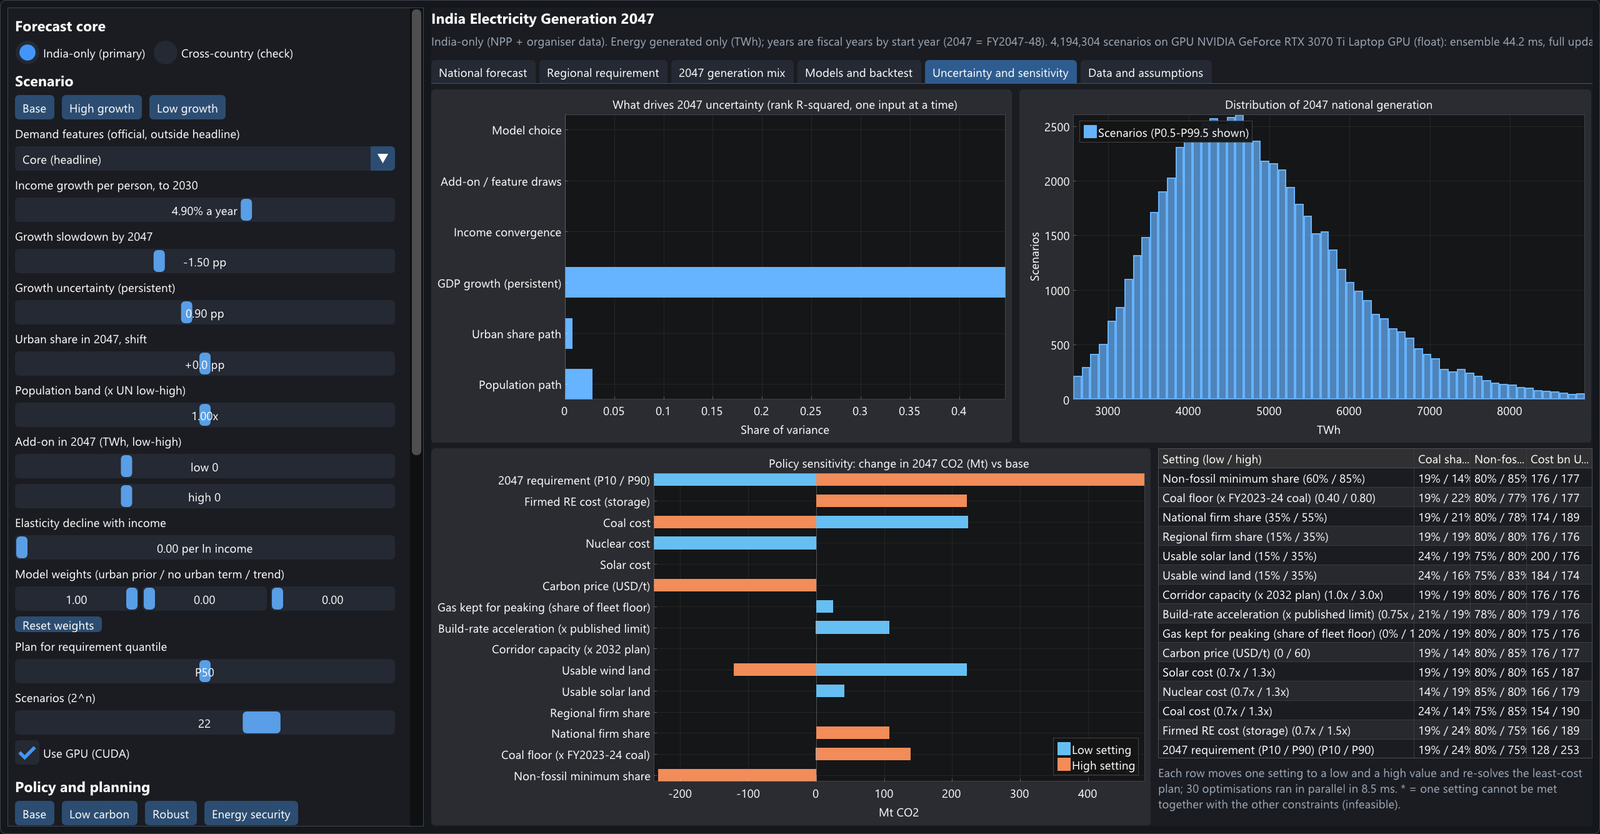 Forecast core
India-only (primary)
Cross-country (check)
Scenario
Base
High growth
Low growth
Demand features (official, outside headline)
Core (headline)
Income growth per person, to 2030
4.90% a year
Growth slowdown by 2047
-1.50 pp
Growth uncertainty (persistent)
0.90 pp
Urban share in 2047, shift
+0.0 pp
Population band (x UN low-high)
1.00x
Add-on in 2047 (TWh, low-high)
low 0
high 0
Elasticity decline with income
0.00 per ln income
Model weights (urban prior / no urban term / trend)
1.00
0.00
0.00
Reset weights
Plan for requirement quantile
P50
Scenarios (2^n)
22
Use GPU (CUDA)
Policy and planning
Base
Low carbon
Robust
Energy security
India Electricity Generation 2047
India-only (NPP + organiser data). Energy generated only (TWh); years are fiscal years by start year (2047 = FY2047-48). 4,194,304 scenarios on GPU NVIDIA GeForce RTX 3070 Ti Laptop GPU (float): ensemble 44.2 ms, full upda
National forecast
Regional requirement
2047 generation mix
Models and backtest
Uncertainty and sensitivity
Data and assumptions
What drives 2047 uncertainty (rank R-squared, one input at a time)
Model choice
Add-on / feature draws
Income convergence
GDP growth (persistent)
Urban share path
Population path
0 0.05 0.1 0.15 0.2 0.25 0.3 0.35 0.4
Share of variance
Distribution of 2047 national generation
Scenarios (P0.5-P99.5 shown)
2500
2000
1500
1000
500
0
Scenarios
3000 4000 5000 6000 7000 8000
TWh
Policy sensitivity: change in 2047 CO2 (Mt) vs base
2047 requirement (P10 / P90)
Firmed RE cost (storage)
Coal cost
Nuclear cost
Solar cost
Carbon price (USD/t)
Gas kept for peaking (share of fleet floor)
Build-rate acceleration (x published limit)
Corridor capacity (x 2032 plan)
Usable wind land
Usable solar land
Regional firm share
National firm share
Coal floor (x FY2023-24 coal)
Non-fossil minimum share
Low setting
High setting
-200 -100 0 100 200 300 400
Mt CO2
Setting (low / high) Coal sha... Non-fos... Cost bn U...
Non-fossil minimum share (60% / 85%) 19% / 14% 80% / 85% 176 / 177
Coal floor (x FY2023-24 coal) (0.40 / 0.80) 19% / 22% 80% / 77% 176 / 177
National firm share (35% / 55%) 19% / 21% 80% / 78% 174 / 189
Regional firm share (15% / 35%) 19% / 19% 80% / 80% 176 / 176
Usable solar land (15% / 35%) 24% / 19% 75% / 80% 200 / 176
Usable wind land (15% / 35%) 24% / 16% 75% / 83% 184 / 174
Corridor capacity (x 2032 plan) (1.0x / 3.0x) 19% / 19% 80% / 80% 176 / 176
Build-rate acceleration (x published limit) (0.75x / 21% / 19% 78% / 80% 179 / 176
Gas kept for peaking (share of fleet floor) (0% / 1 20% / 19% 80% / 80% 175 / 176
Carbon price (USD/t) (0 / 60) 19% / 14% 80% / 85% 176 / 177
Solar cost (0.7x / 1.3x) 19% / 19% 80% / 80% 165 / 187
Nuclear cost (0.7x / 1.3x) 14% / 19% 85% / 80% 166 / 179
Coal cost (0.7x / 1.3x) 24% / 14% 75% / 85% 154 / 190
Firmed RE cost (storage) (0.7x / 1.5x) 19% / 24% 80% / 75% 166 / 189
2047 requirement (P10 / P90) (P10 / P90) 19% / 24% 80% / 75% 128 / 253
Each row moves one setting to a low and a high value and re-solves the least-cost
plan; 30 optimisations ran in parallel in 8.5 ms. * = one setting cannot be met
together with the other constraints (infeasible).